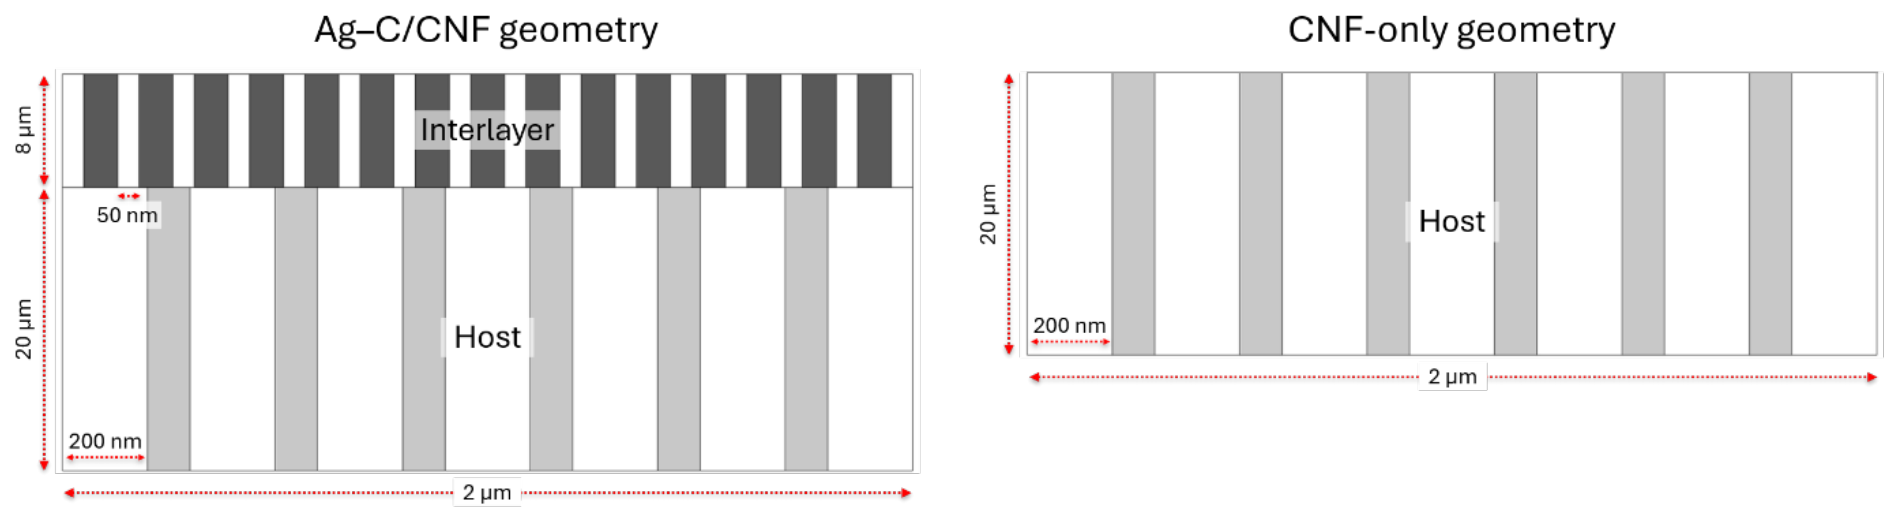 Ag–C/CNF geometry
CNF-only geometry
8 µm
Interlayer
50 nm
20 µm
Host
200 nm
2 µm
20 µm
Host
200 nm
2 µm